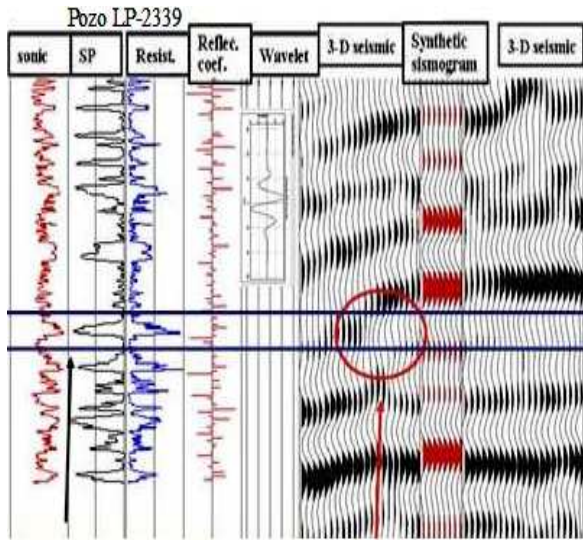 Pozo LP-2339
sonic
SP
Resist.
Reflec.
coef.
Wavelet
3-D seismic
Synthetic
sismogram
3-D seismic